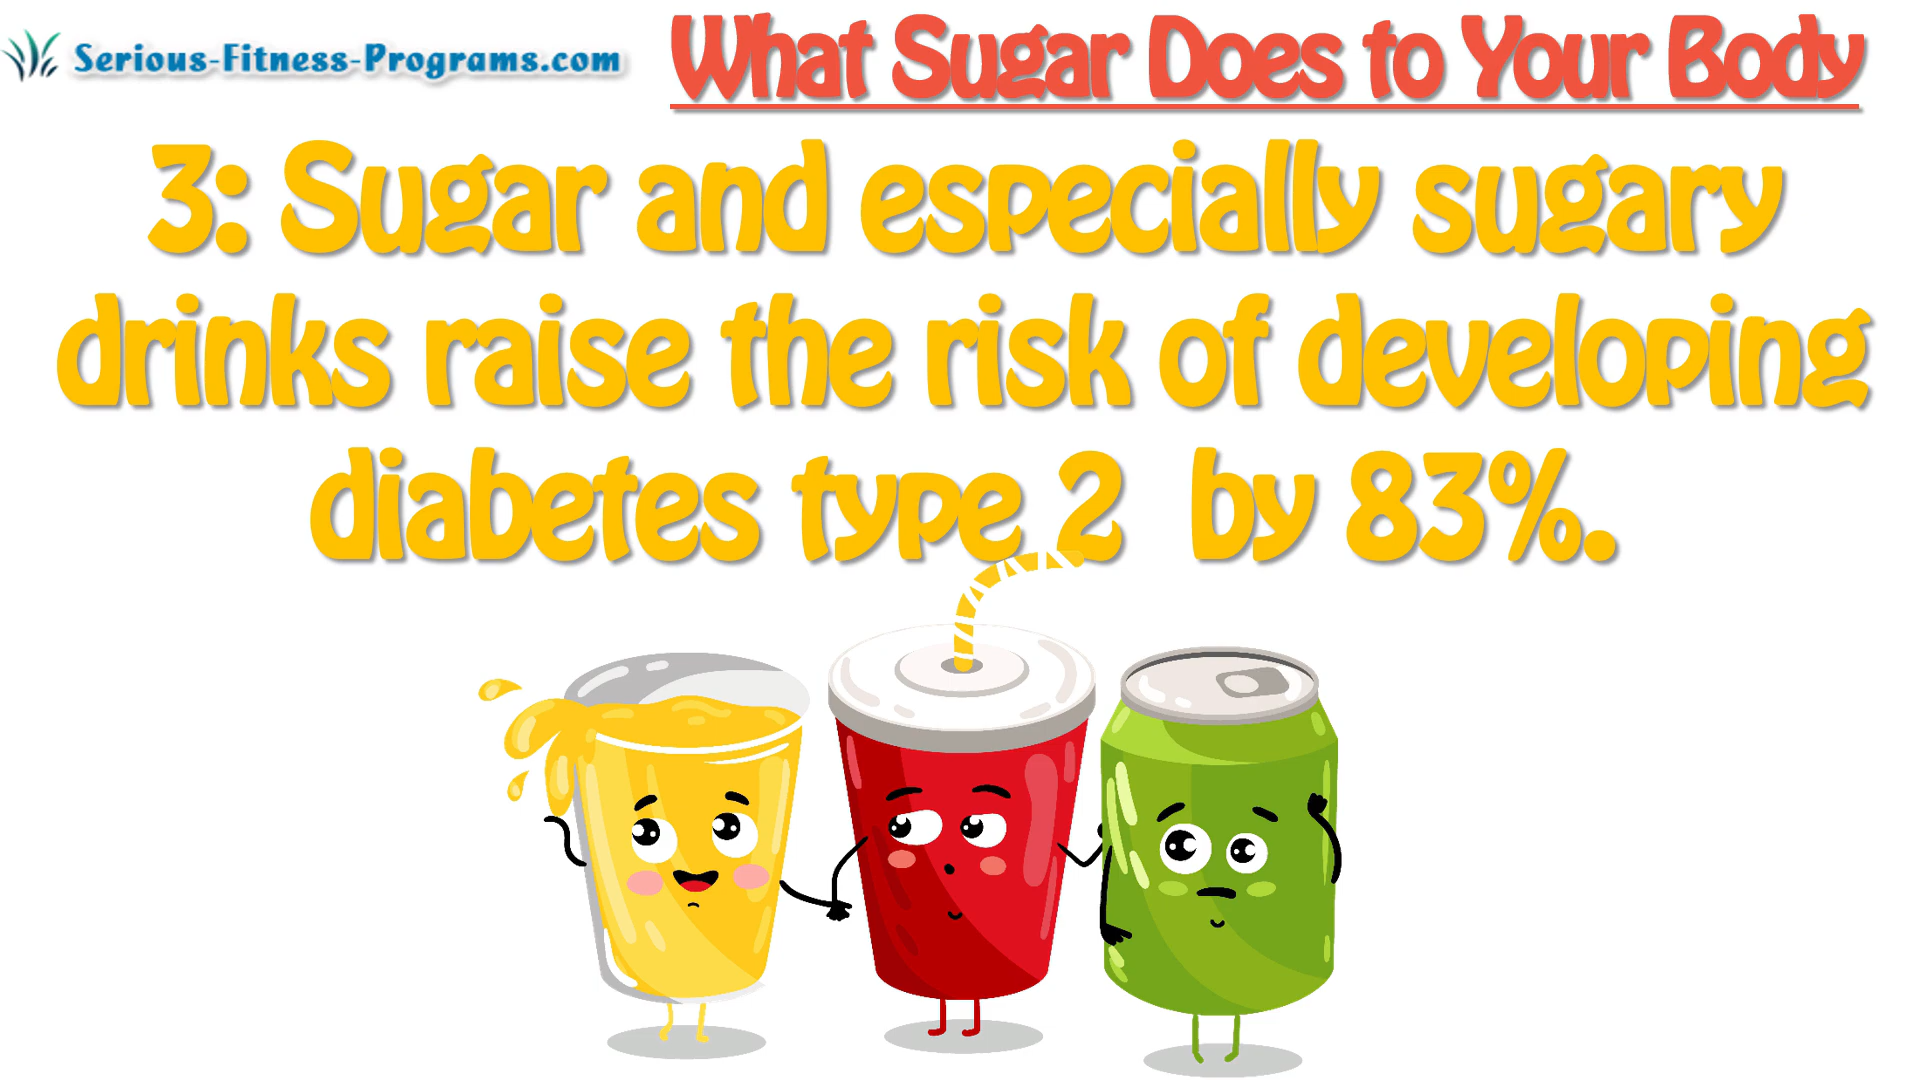 Serious-Fitness-Programs.com
What Sugar Does to Your Body
3: Sugar and especially sugary
drinks raise the risk of developing
diabetes type 2 by 83%.